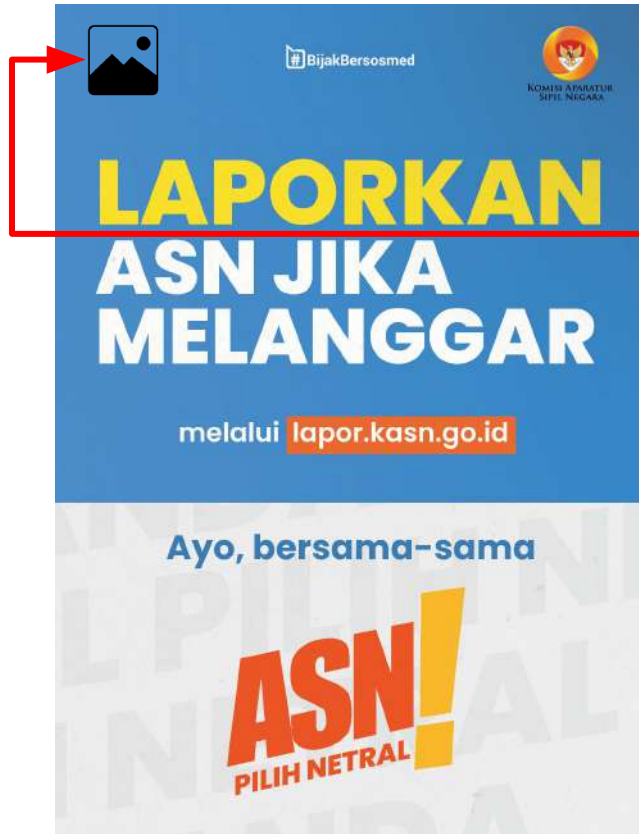 #BijakBersosmed
KOMISI APARATUR
SIPIL NEGARA
LAPORKAN
ASN JIKA
MELANGGAR
melalui lapor.kasn.go.id
Ayo, bersama-sama
ASN!
PILIH NETRAL